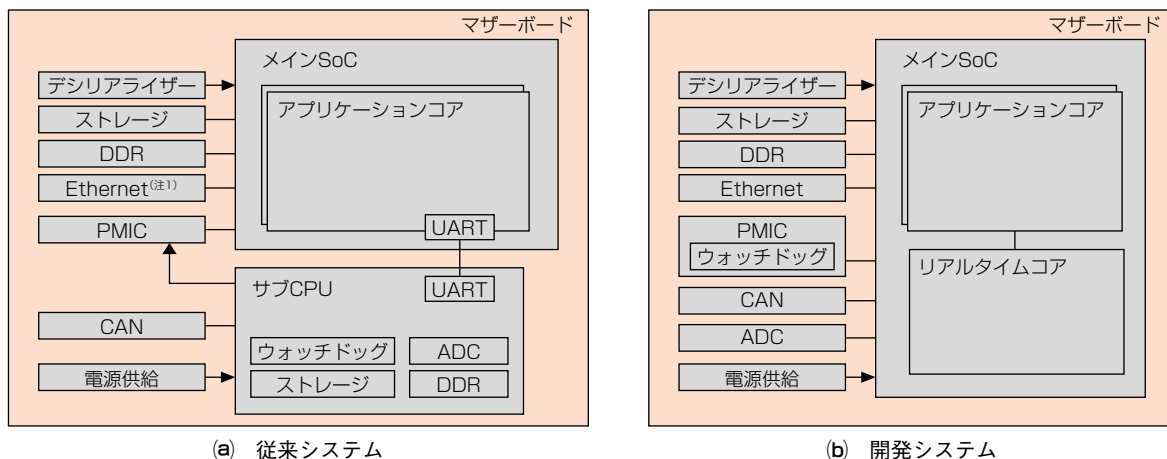 マザーボード
メインSoC
デシリアライザー
アプリケーションコア
ストレージ
DDR
Ethernet(注1)
PMIC
UART
サブCPU
UART
CAN
ウォッチドッグ
ADC
電源供給
ストレージ
DDR
(a) 従来システム
マザーボード
メインSoC
デシリアライザー
アプリケーションコア
ストレージ
DDR
Ethernet
PMIC
ウォッチドッグ
リアルタイムコア
CAN
ADC
電源供給
(b) 開発システム